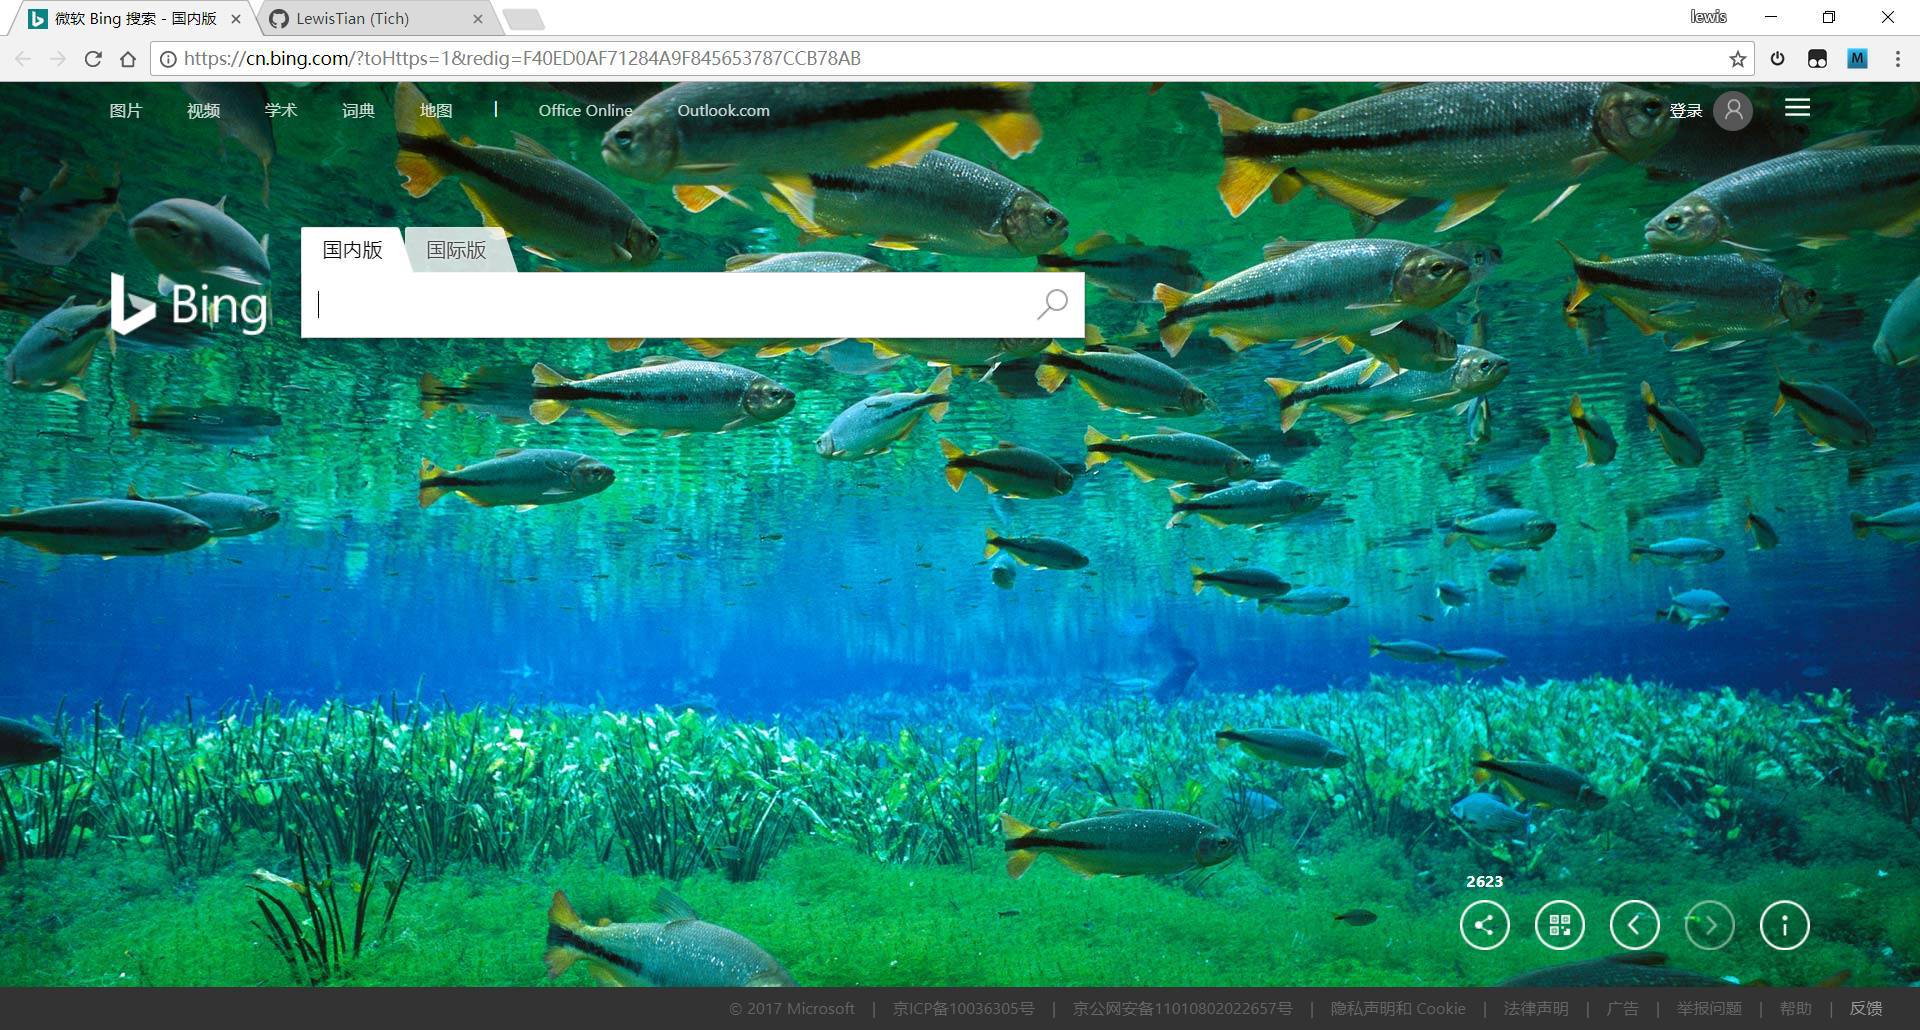 微软 Bing 搜索 - 国内版
LewisTian (Tich)
lewis
https://cn.bing.com/?toHttps=1&redig=F40ED0AF71284A9F845653787CCB78AB
M
图片 视频 学术 词典 地图 | Office Online Outlook.com 登录
国内版 国际版
Bing
2623
© 2017 Microsoft | 京ICP备10036305号 | 京公网安备11010802022657号 | 隐私声明和 Cookie | 法律声明 | 广告 | 举报问题 | 帮助 | 反馈